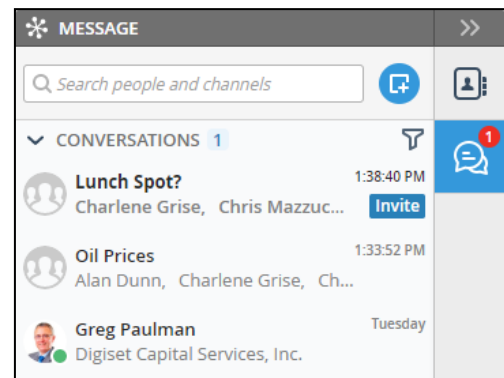 MESSAGE
Search people and channels
CONVERSATIONS 1
1
Lunch Spot? 1:38:40 PM
Charlene Grise, Chris Mazzuc... Invite
Oil Prices 1:33:52 PM
Alan Dunn, Charlene Grise, Ch...
Greg Paulman Tuesday
Digiset Capital Services, Inc.